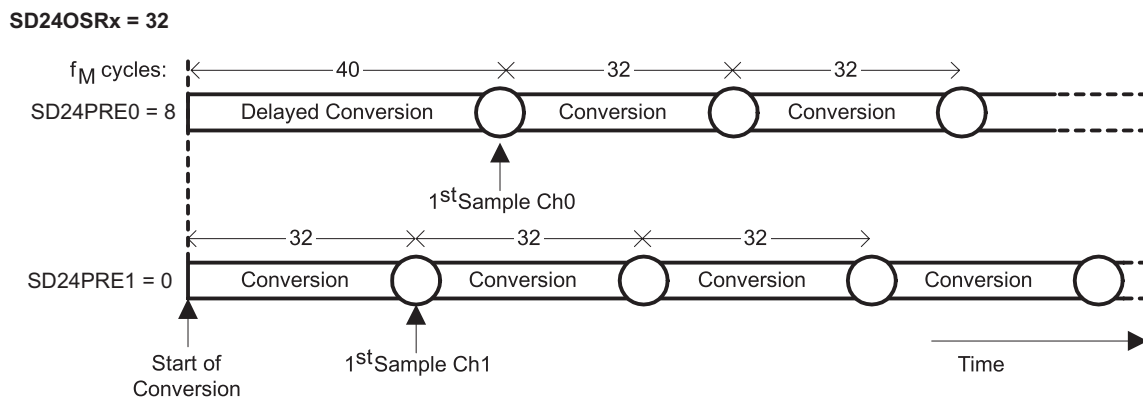 SD24OSRx = 32
fM cycles: 40 32 32
SD24PRE0 = 8 Delayed Conversion Conversion Conversion
1st Sample Ch0
32 32 32
SD24PRE1 = 0 Conversion Conversion Conversion Conversion
Start of
Conversion
1st Sample Ch1
Time